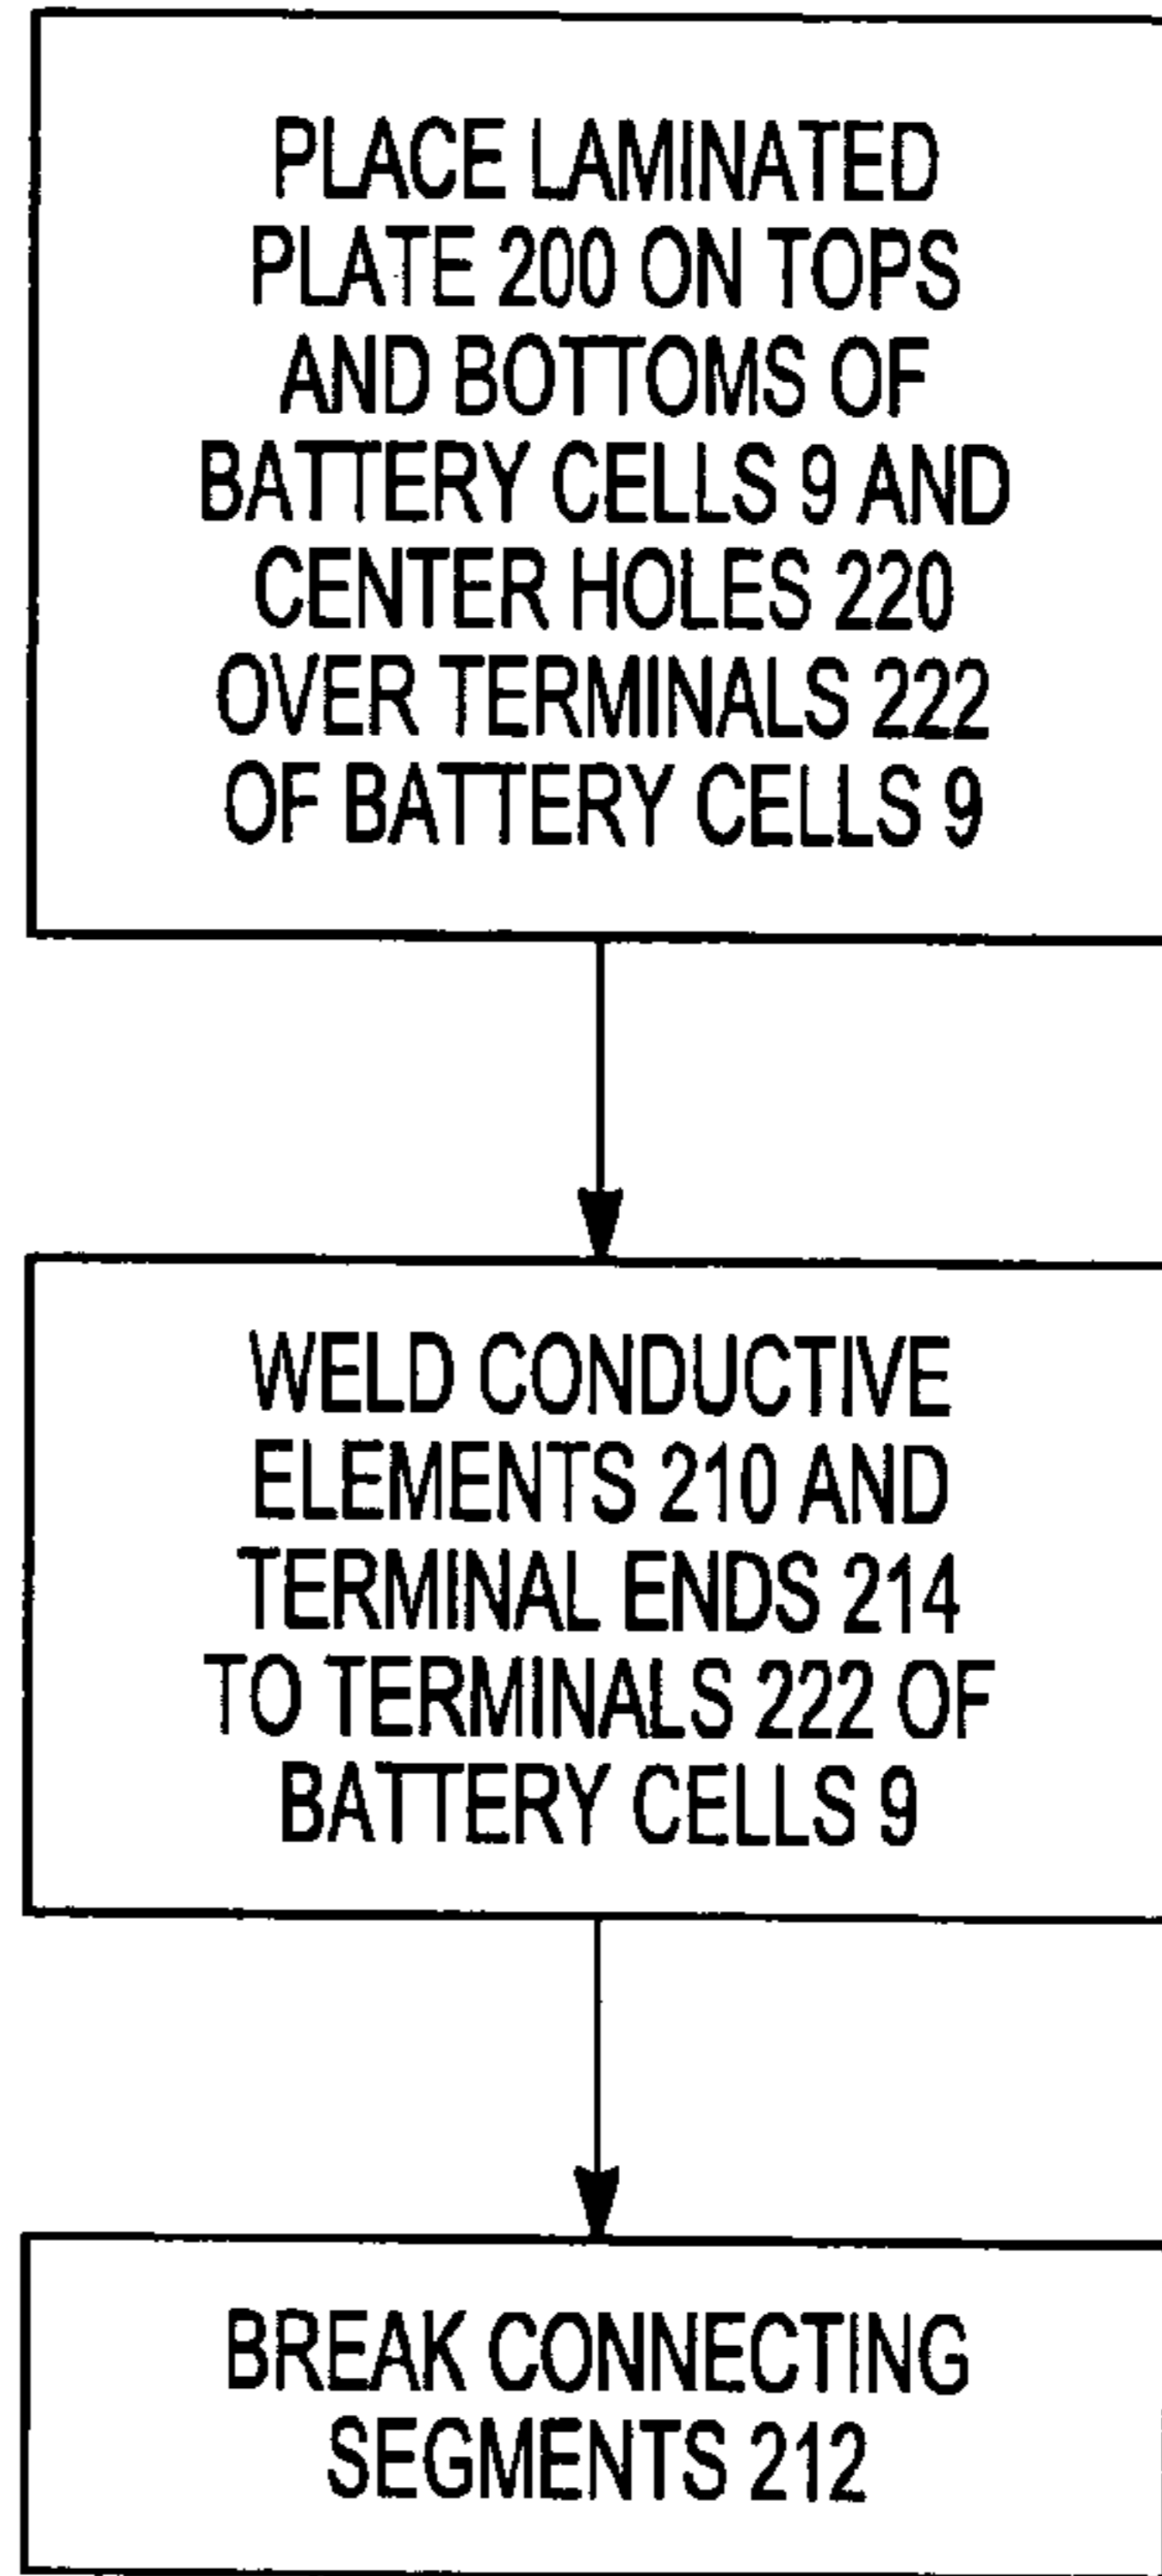 PLACE LAMINATED
PLATE 200 ON TOPS
AND BOTTOMS OF
BATTERY CELLS 9 AND
CENTER HOLES 220
OVER TERMINALS 222
OF BATTERY CELLS 9
WELD CONDUCTIVE
ELEMENTS 210 AND
TERMINAL ENDS 214
TO TERMINALS 222 OF
BATTERY CELLS 9
BREAK CONNECTING
SEGMENTS 212